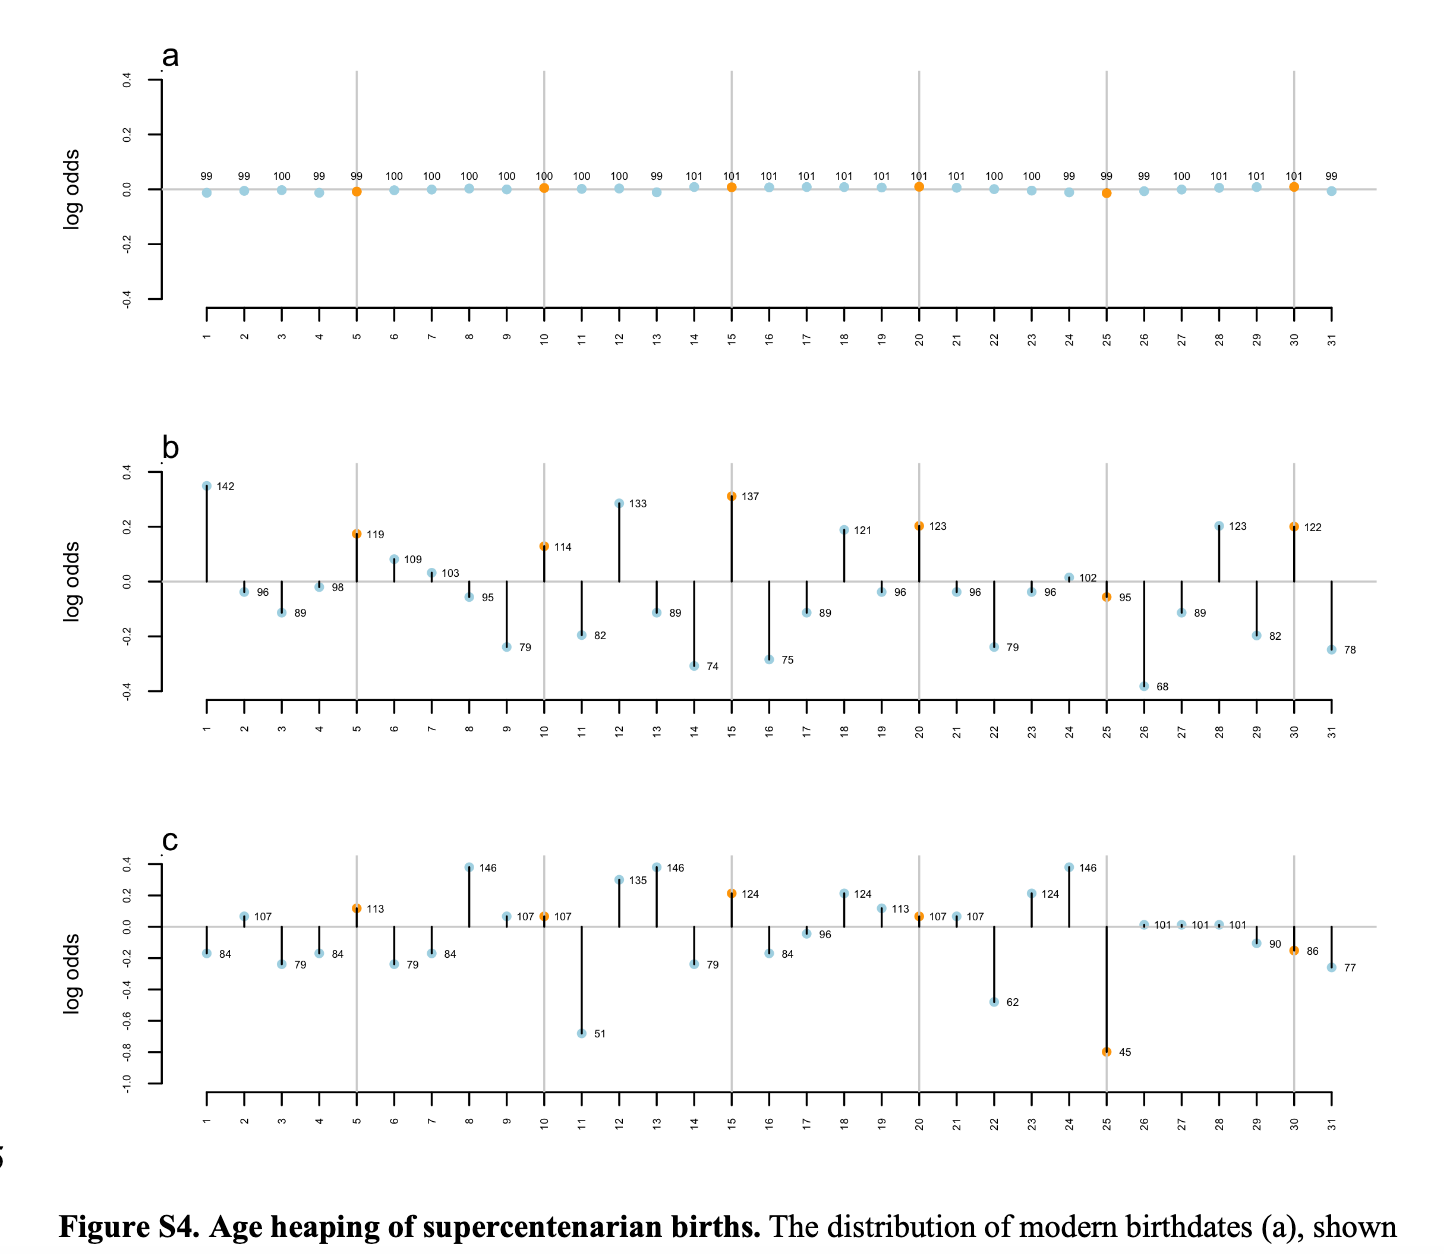 a
log odds
0.4
0.2
0.0
-0.2
-0.4
99 99 100 99 99 100 100 100 100 100 100 100 99 101 101 101 101 101 101 101 101 100 100 99 99 99 100 101 101 101 99
1 2 3 4 5 6 7 8 9 10 11 12 13 14 15 16 17 18 19 20 21 22 23 24 25 26 27 28 29 30 31
b
log odds
0.4
0.2
0.0
-0.2
-0.4
142 96 89 98 119 109 103 95 79 114 82 133 89 74 137 75 89 121 96 123 96 79 96 102 95 68 89 123 82 122 78
1 2 3 4 5 6 7 8 9 10 11 12 13 14 15 16 17 18 19 20 21 22 23 24 25 26 27 28 29 30 31
c
log odds
0.4
0.2
0.0
-0.2
-0.4
-0.6
-0.8
-1.0
84 107 79 84 113 79 84 146 107 107 51 135 146 79 124 84 96 124 113 107 107 62 124 146 45 101 101 101 90 86 77
1 2 3 4 5 6 7 8 9 10 11 12 13 14 15 16 17 18 19 20 21 22 23 24 25 26 27 28 29 30 31
Figure S4. Age heaping of supercentenarian births. The distribution of modern birthdates (a), shown